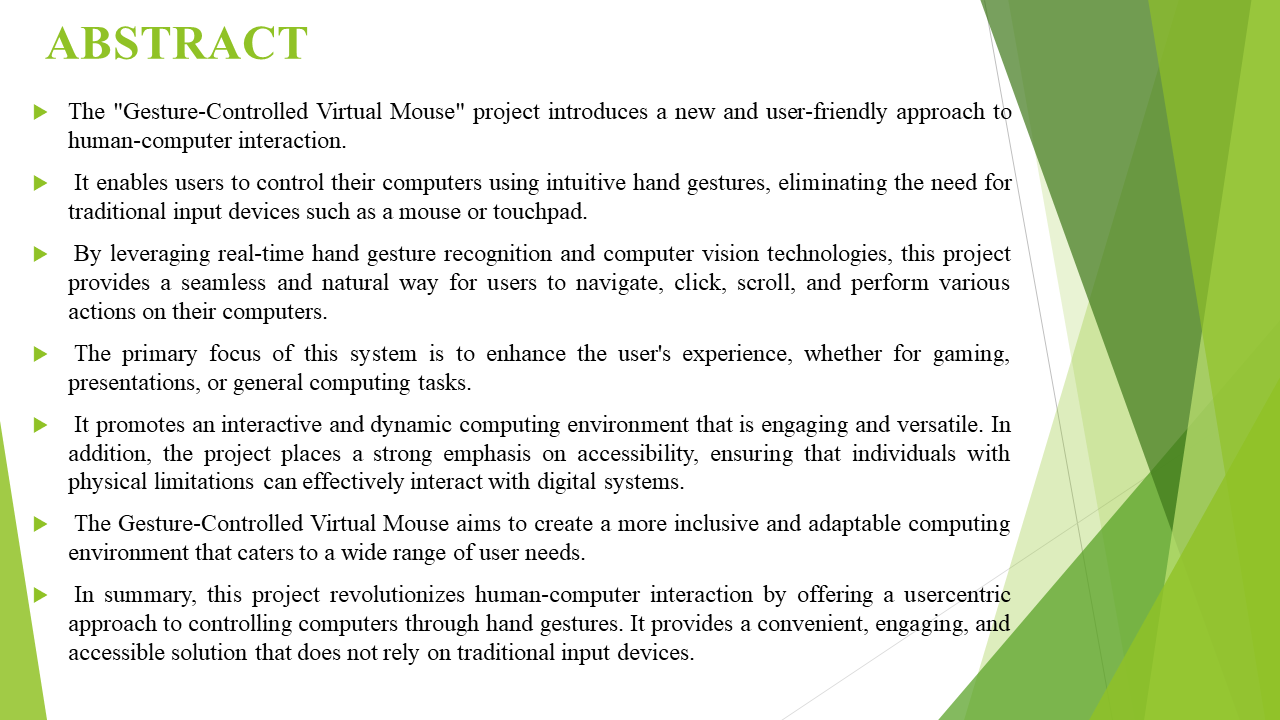 ABSTRACT
The "Gesture-Controlled Virtual Mouse" project introduces a new and user-friendly approach to
human-computer interaction.
It enables users to control their computers using intuitive hand gestures, eliminating the need for
traditional input devices such as a mouse or touchpad.
By leveraging real-time hand gesture recognition and computer vision technologies, this project
provides a seamless and natural way for users to navigate, click, scroll, and perform various
actions on their computers.
The primary focus of this system is to enhance the user's experience, whether for gaming,
presentations, or general computing tasks.
It promotes an interactive and dynamic computing environment that is engaging and versatile. In
addition, the project places a strong emphasis on accessibility, ensuring that individuals with
physical limitations can effectively interact with digital systems.
The Gesture-Controlled Virtual Mouse aims to create a more inclusive and adaptable computing
environment that caters to a wide range of user needs.
In summary, this project revolutionizes human-computer interaction by offering a usercentric
approach to controlling computers through hand gestures. It provides a convenient, engaging, and
accessible solution that does not rely on traditional input devices.